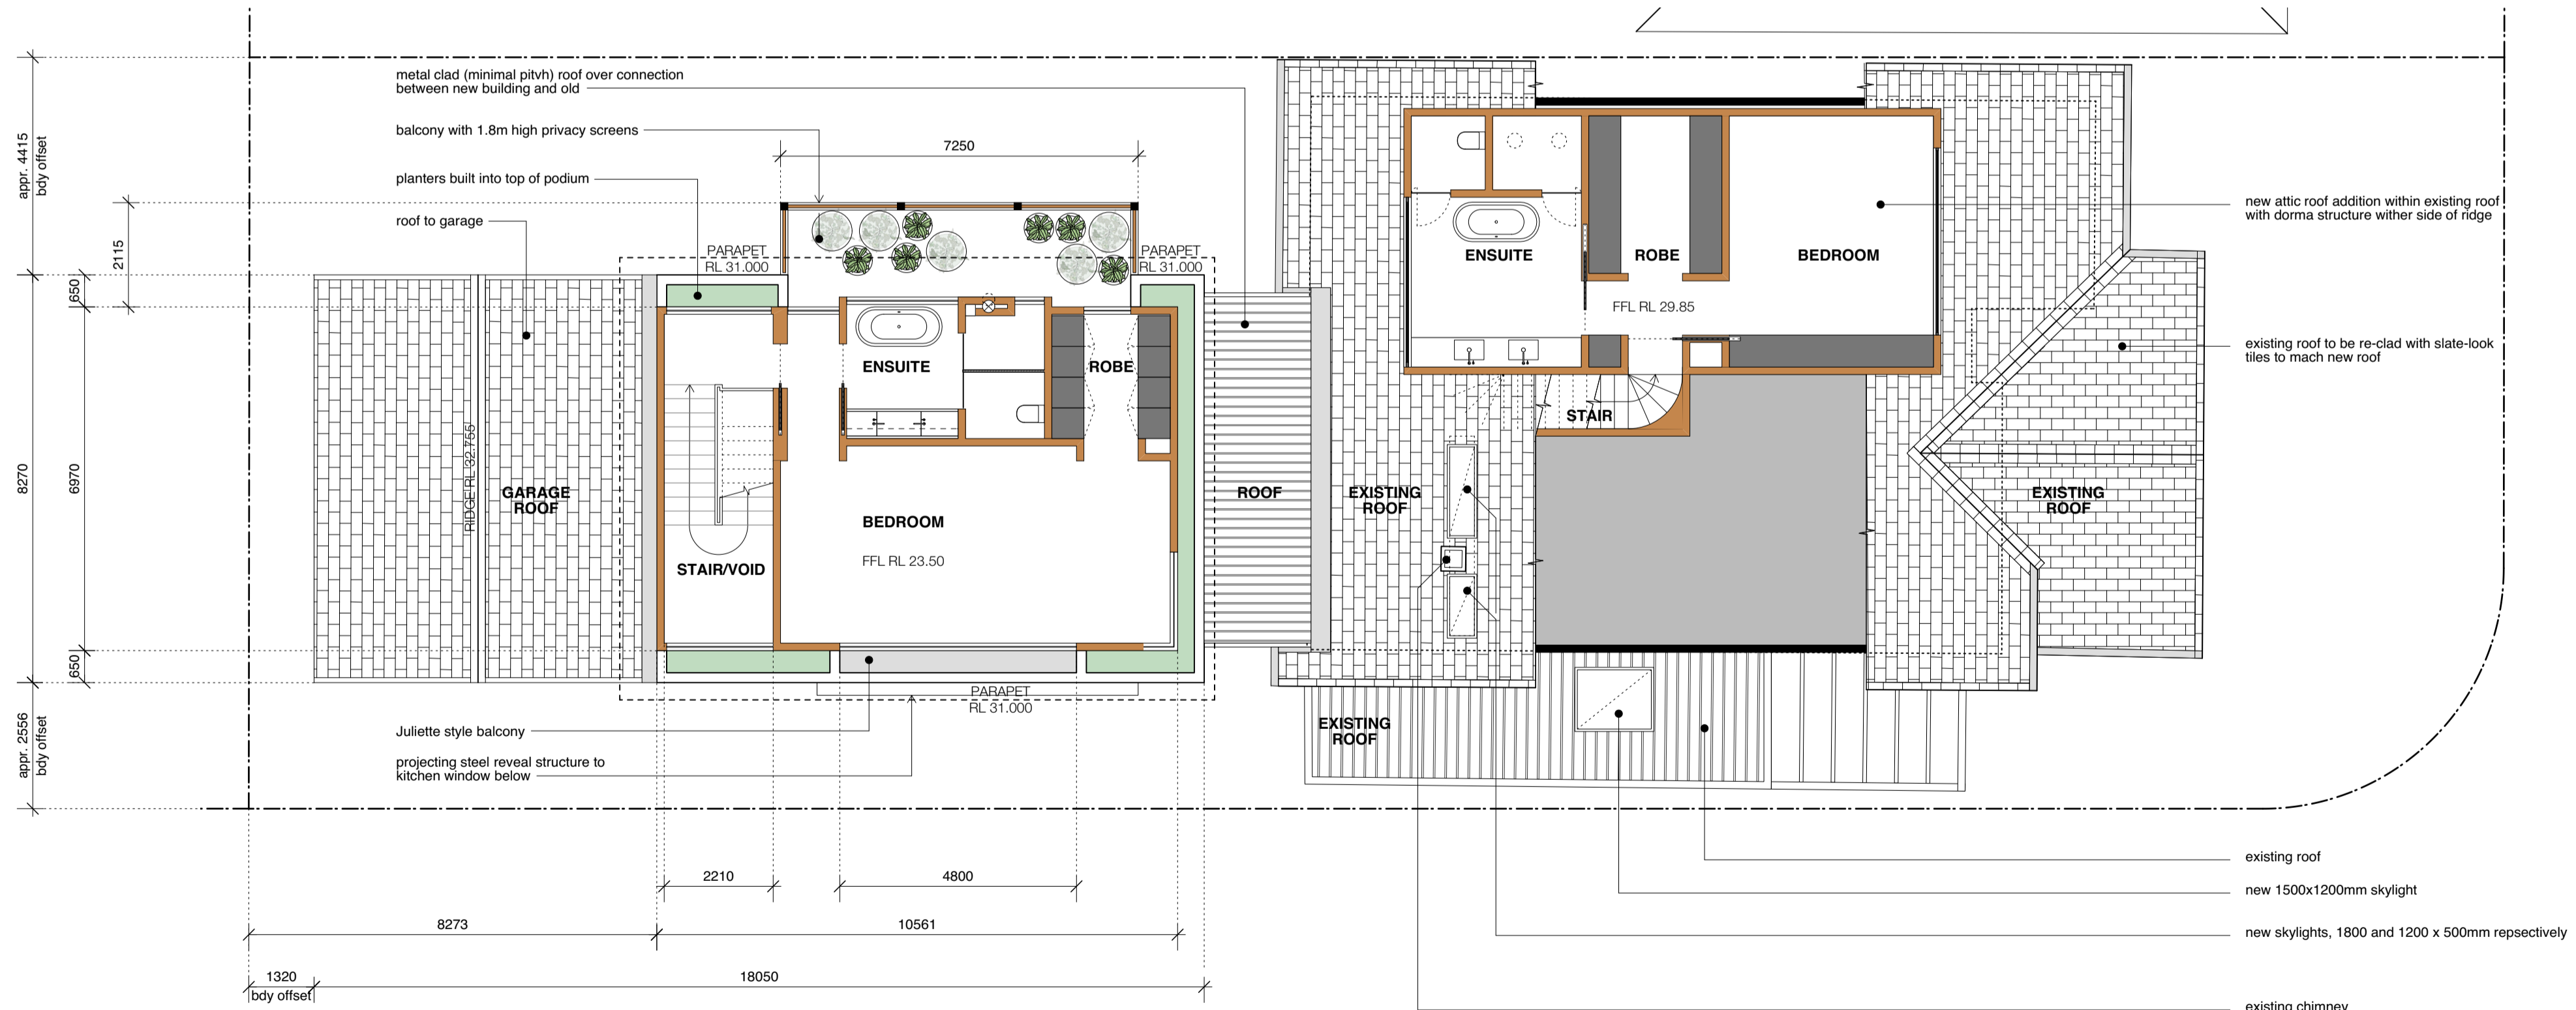 metal clad (minimal pitvh) roof over connection
between new building and old
balcony with 1.8m high privacy screens
planters built into top of podium
roof to garage
appr. 4415
bdy offset
2115
650
8270
6970
650
appr. 2556
bdy offset
7250
PARAPET
RL 31.000
PARAPET
RL 31.000
ENSUITE
ROBE
RIDGE RL 32.755
GARAGE
ROOF
BEDROOM
FFL RL 23.50
STAIR/VOID
PARAPET
RL 31.000
ROOF
Juliette style balcony
projecting steel reveal structure to
kitchen window below
2210
4800
8273
10561
1320
bdy offset
18050
ENSUITE
ROBE
BEDROOM
FFL RL 29.85
STAIR
EXISTING
ROOF
EXISTING
ROOF
EXISTING
ROOF
new attic roof addition within existing roof
with dorma structure wither side of ridge
existing roof to be re-clad with slate-look
tiles to mach new roof
existing roof
new 1500x1200mm skylight
new skylights, 1800 and 1200 x 500mm repsectively
existing chimney